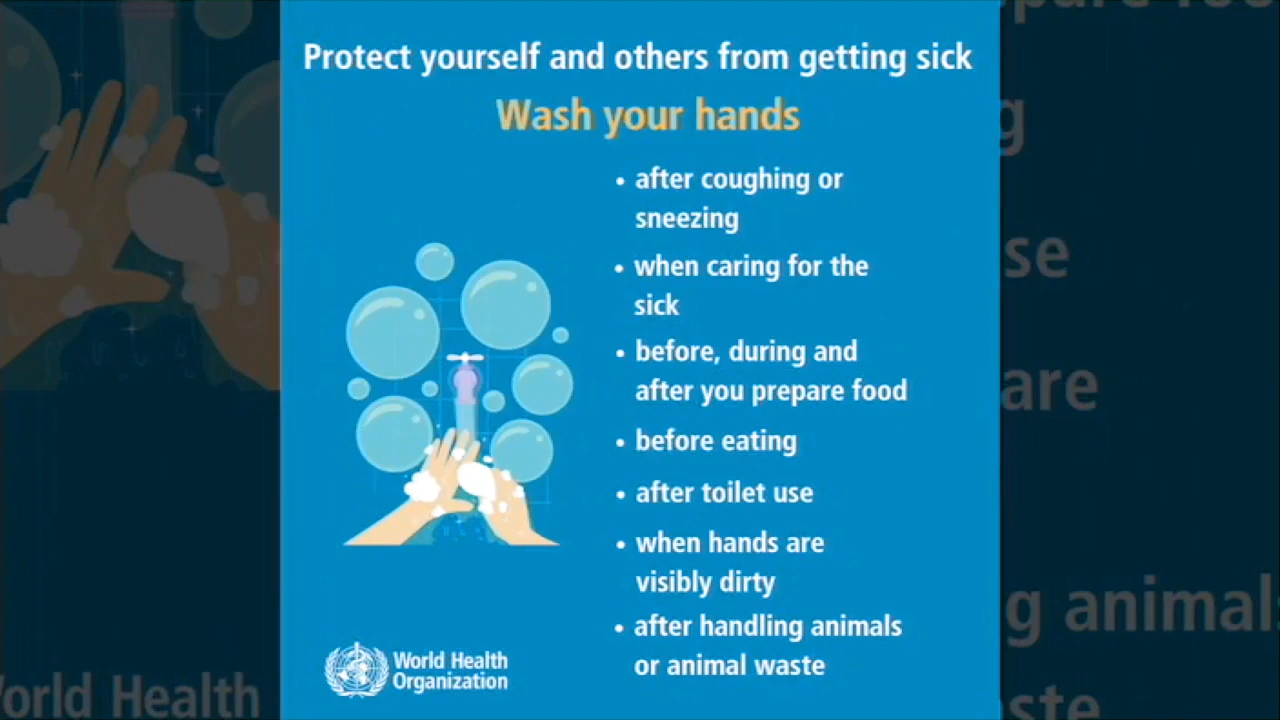 Protect yourself and others from getting sick
Wash your hands
• after coughing or
sneezing
• when caring for the
sick
• before, during and
after you prepare food
• before eating
• after toilet use
• when hands are
visibly dirty
• after handling animals
or animal waste
World Health
Organization